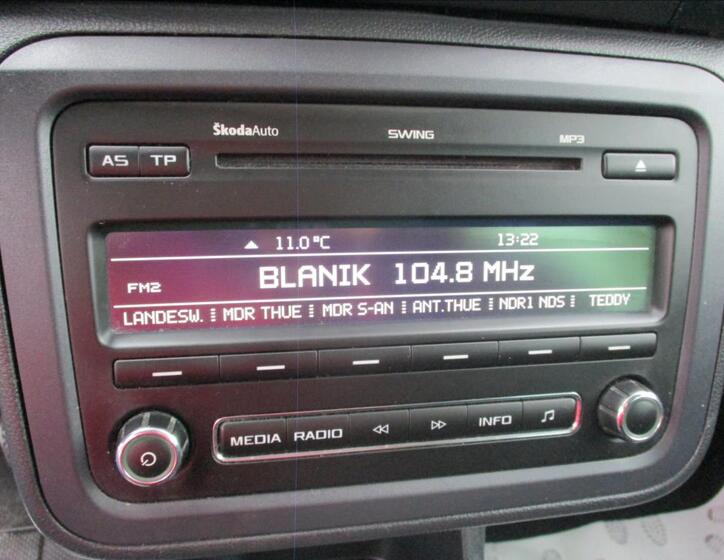 ŠkodaAuto SWING MP3
AS TP
11.0°C 13:22
FM2 BLANIK 104.8 MHz
LANDESW. MDR THUE MDR S-AN ANT.THUE NDR1 NDS TEDDY
MEDIA RADIO INFO